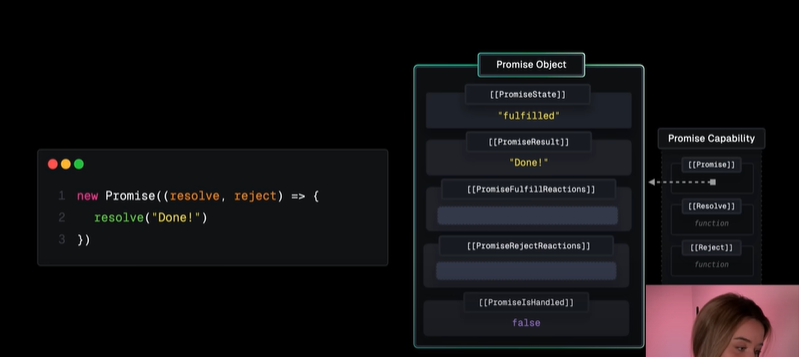 1 new Promise((resolve, reject) => {
2 resolve("Done!")
3 })
Promise Object
[[PromiseState]]
"fulfilled"
[[PromiseResult]]
"Done!"
[[PromiseFulfillReactions]]
[[PromiseRejectReactions]]
[[PromiseIsHandled]]
false
Promise Capability
[[Promise]]
[[Resolve]]
function
[[Reject]]
function